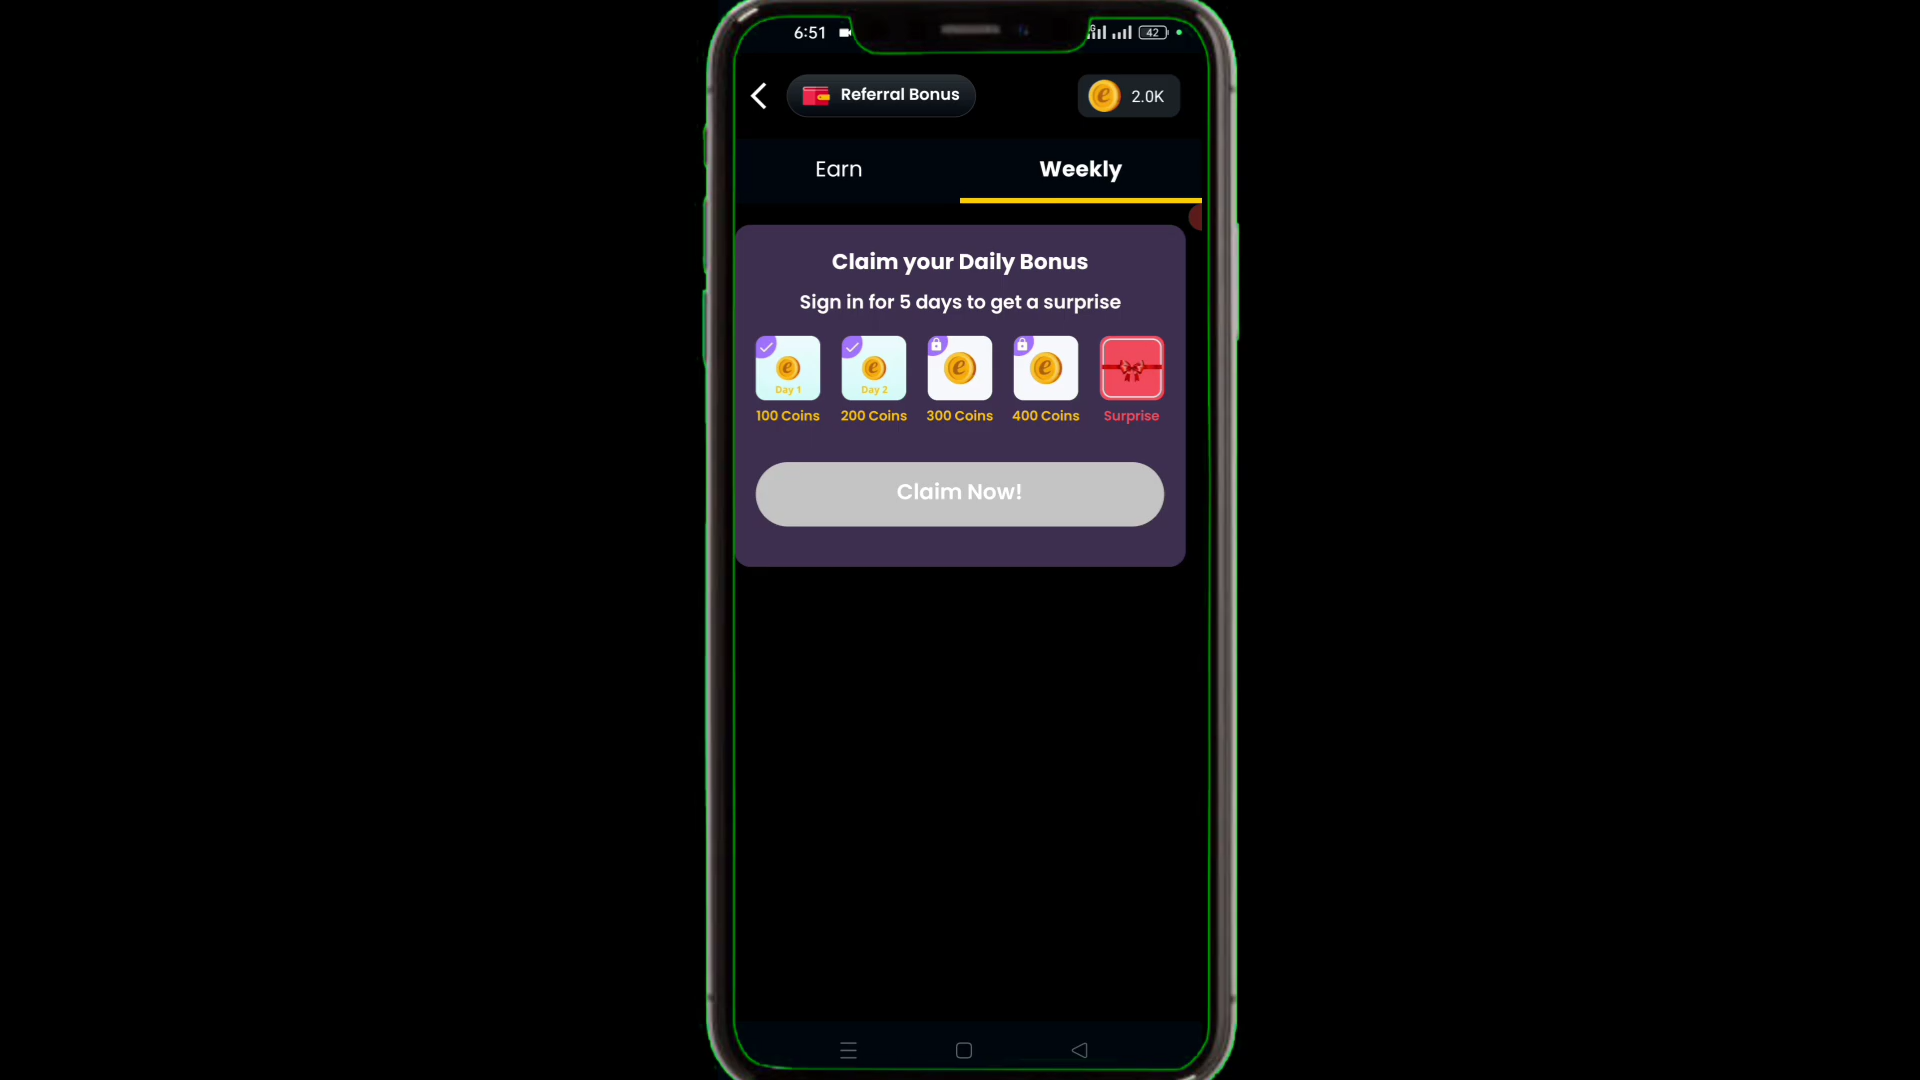 6:51
42
Referral Bonus
2.0K
Earn
Weekly
Claim your Daily Bonus
Sign in for 5 days to get a surprise
Day 1
Day 2
100 Coins
200 Coins
300 Coins
400 Coins
Surprise
Claim Now!